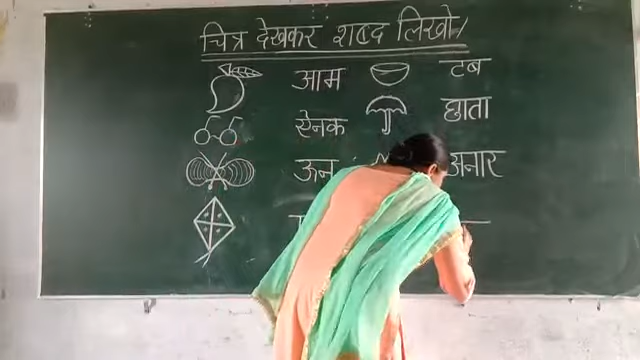 चित्र देखकर शब्द लिखो/
आम टब
ऐनक छाता
ऊन अनार